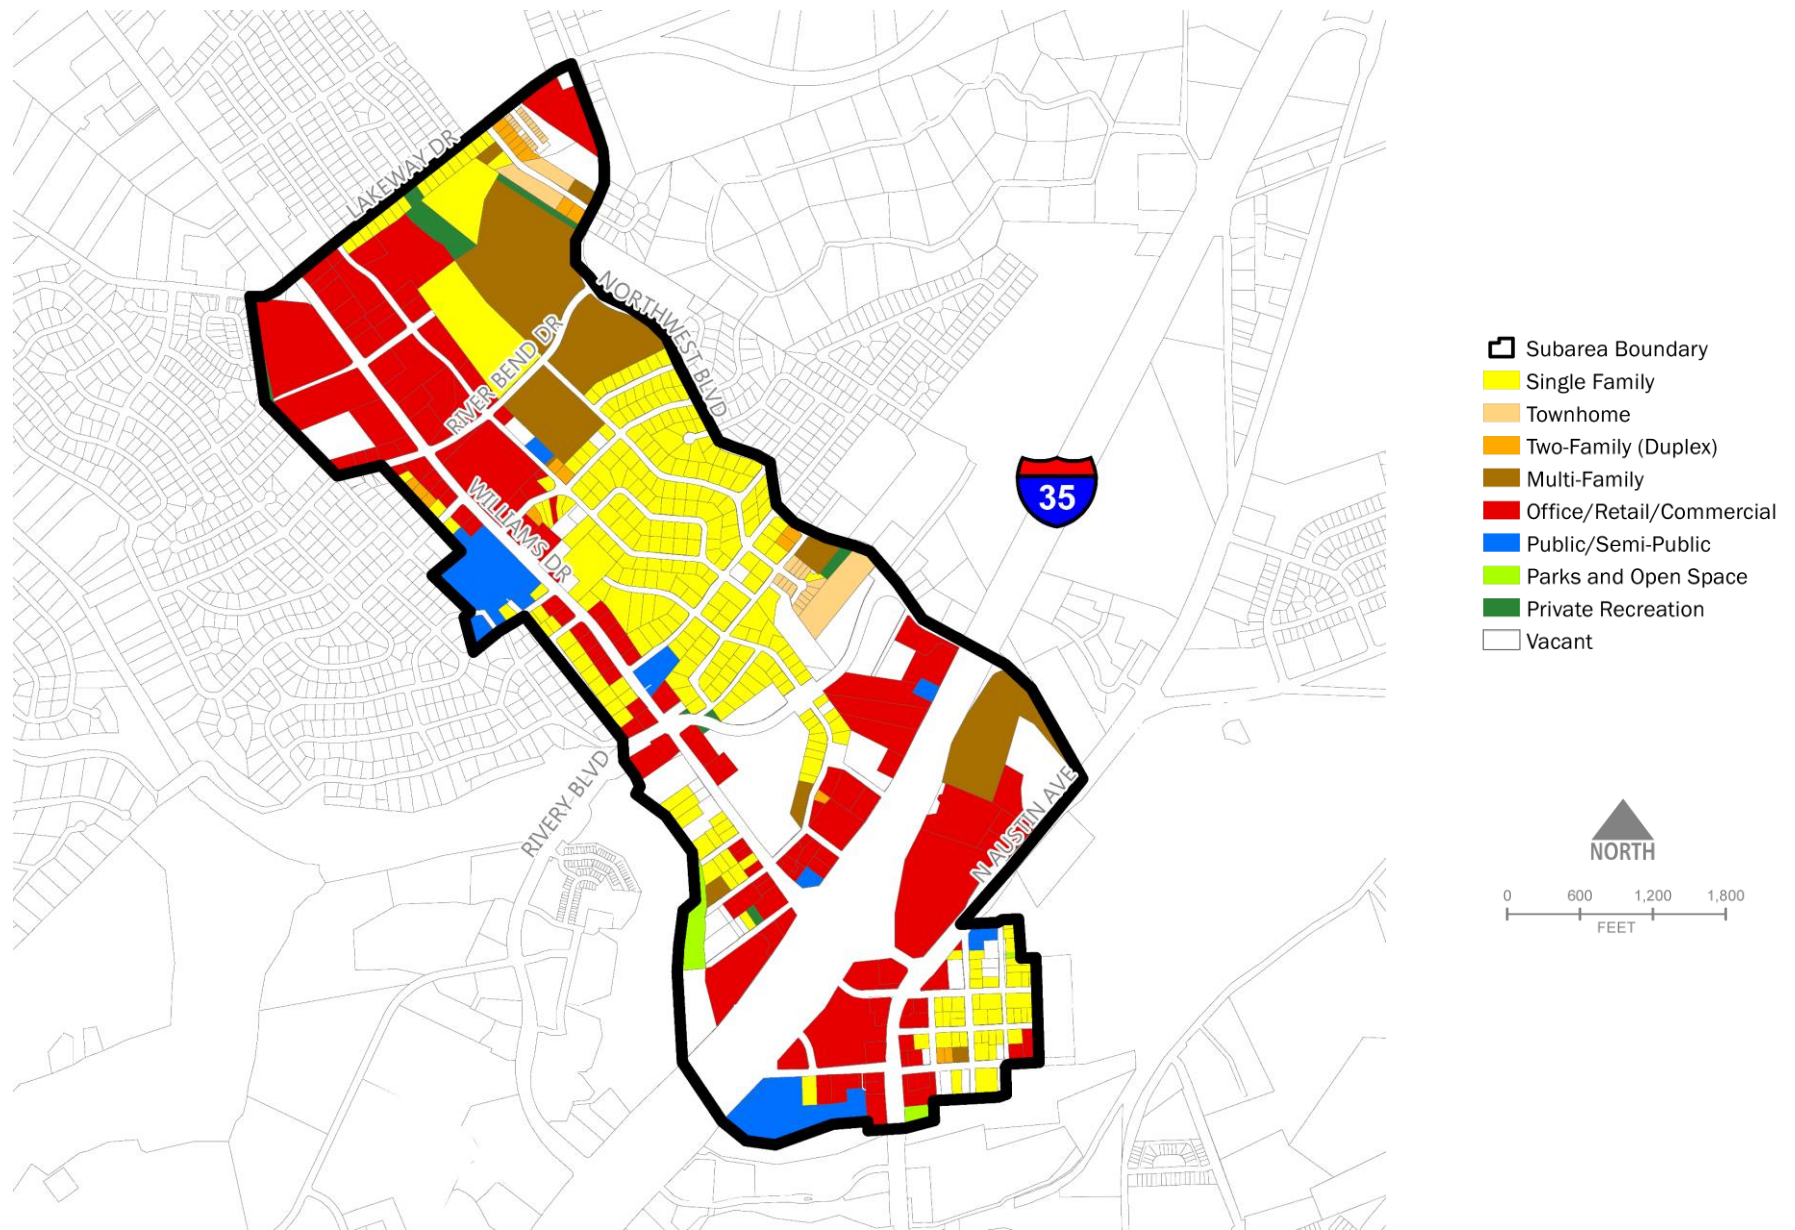 LAKEWAY DR
NORTHWEST BLVD
RIVER BEND DR
WILLIAMS DR
35
RIVERY BLVD
N AUSTIN AVE
Subarea Boundary
Single Family
Townhome
Two-Family (Duplex)
Multi-Family
Office/Retail/Commercial
Public/Semi-Public
Parks and Open Space
Private Recreation
Vacant
NORTH
0 600 1,200 1,800
FEET